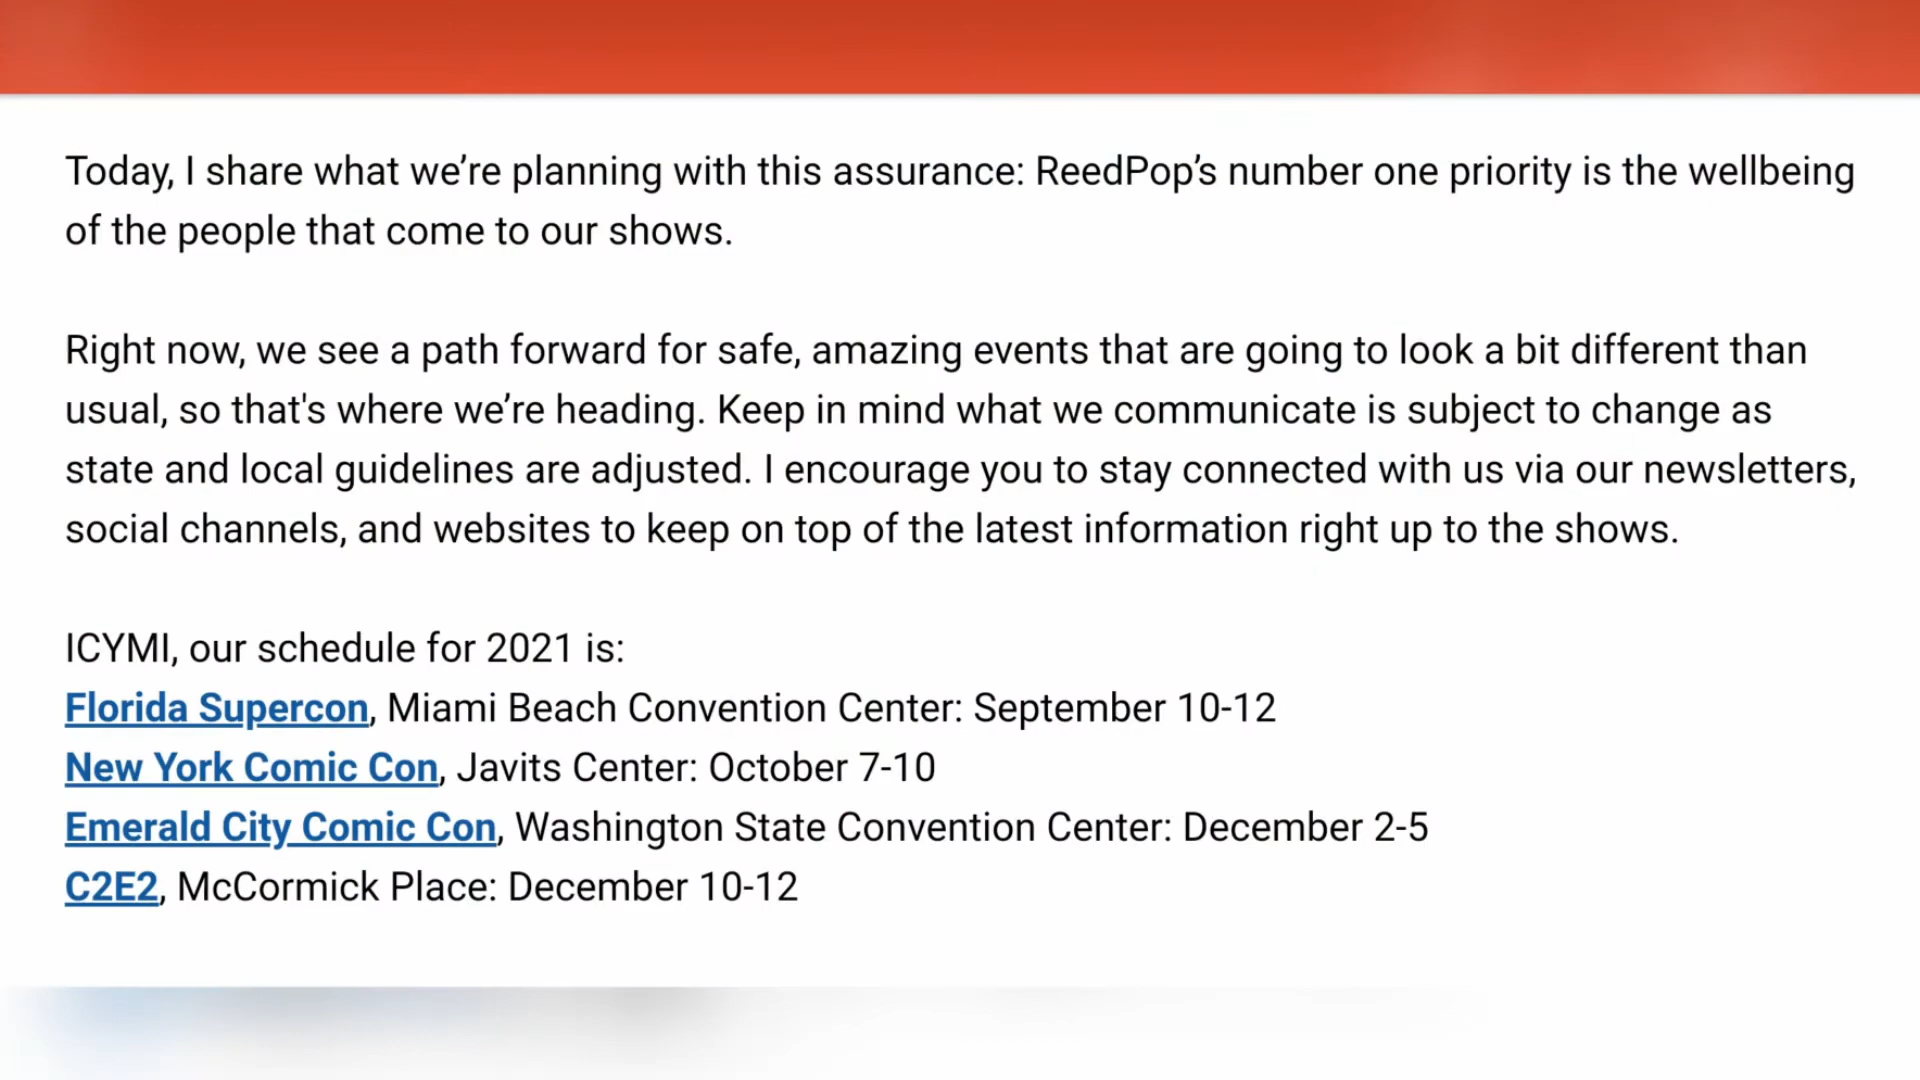 Today, I share what we’re planning with this assurance: ReedPop’s number one priority is the wellbeing
of the people that come to our shows.
Right now, we see a path forward for safe, amazing events that are going to look a bit different than
usual, so that's where we’re heading. Keep in mind what we communicate is subject to change as
state and local guidelines are adjusted. I encourage you to stay connected with us via our newsletters,
social channels, and websites to keep on top of the latest information right up to the shows.
ICYMI, our schedule for 2021 is:
Florida Supercon, Miami Beach Convention Center: September 10-12
New York Comic Con, Javits Center: October 7-10
Emerald City Comic Con, Washington State Convention Center: December 2-5
C2E2, McCormick Place: December 10-12